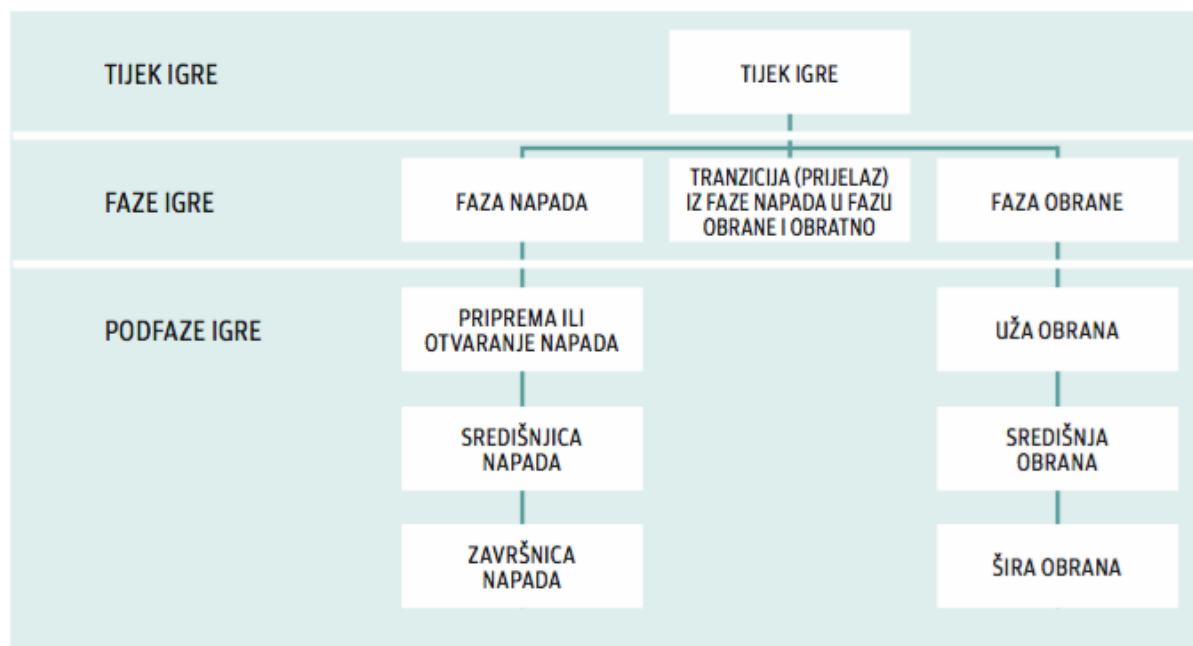 TIJEK IGRE
TIJEK IGRE
FAZE IGRE
FAZA NAPADA
TRANZICIJA (PRIJELAZ)
IZ FAZE NAPADA U FAZU
OBRANE I OBRATNO
FAZA OBRANE
PODFAZE IGRE
PRIPREMA ILI
OTVARANJE NAPADA
UŽA OBRANA
SREDIŠNJICA
NAPADA
SREDIŠNJA
OBRANA
ZAVRŠNICA
NAPADA
ŠIRA OBRANA